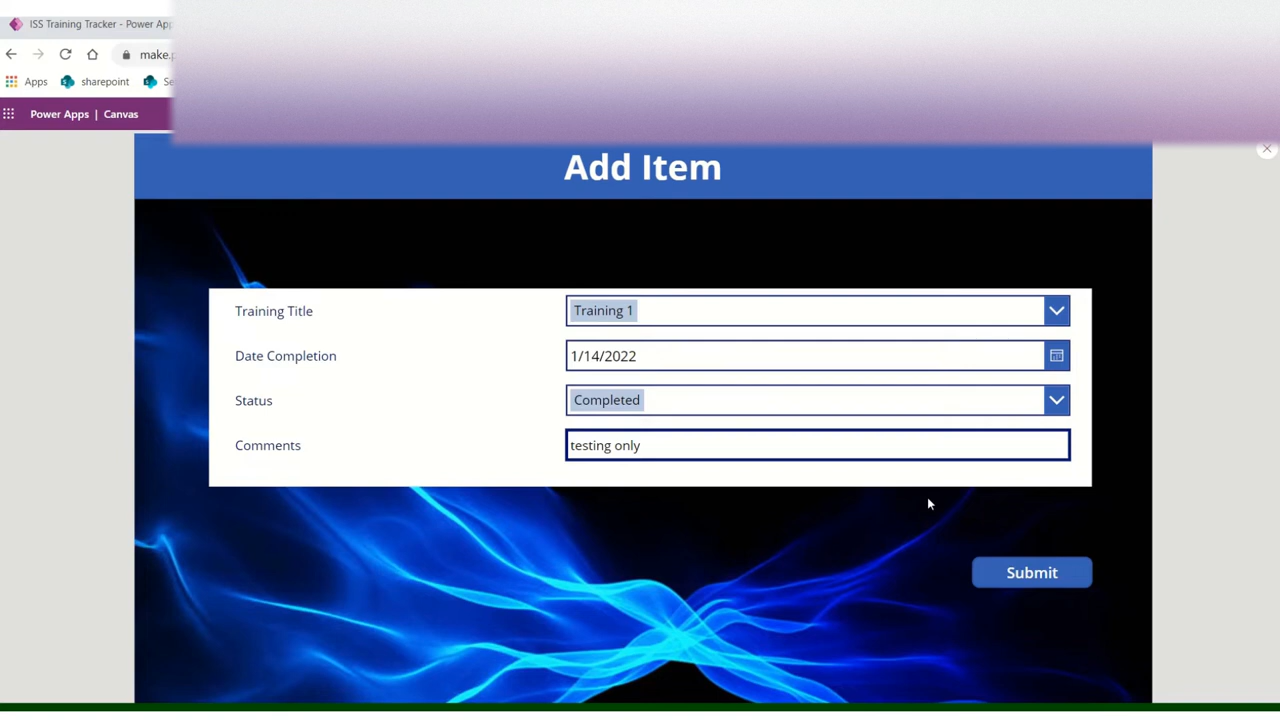 ISS Training Tracker - Power App
make.p
Apps
sharepoint
Se
Power Apps | Canvas
Add Item
Training Title
Training 1
Date Completion
1/14/2022
Status
Completed
Comments
testing only
Submit